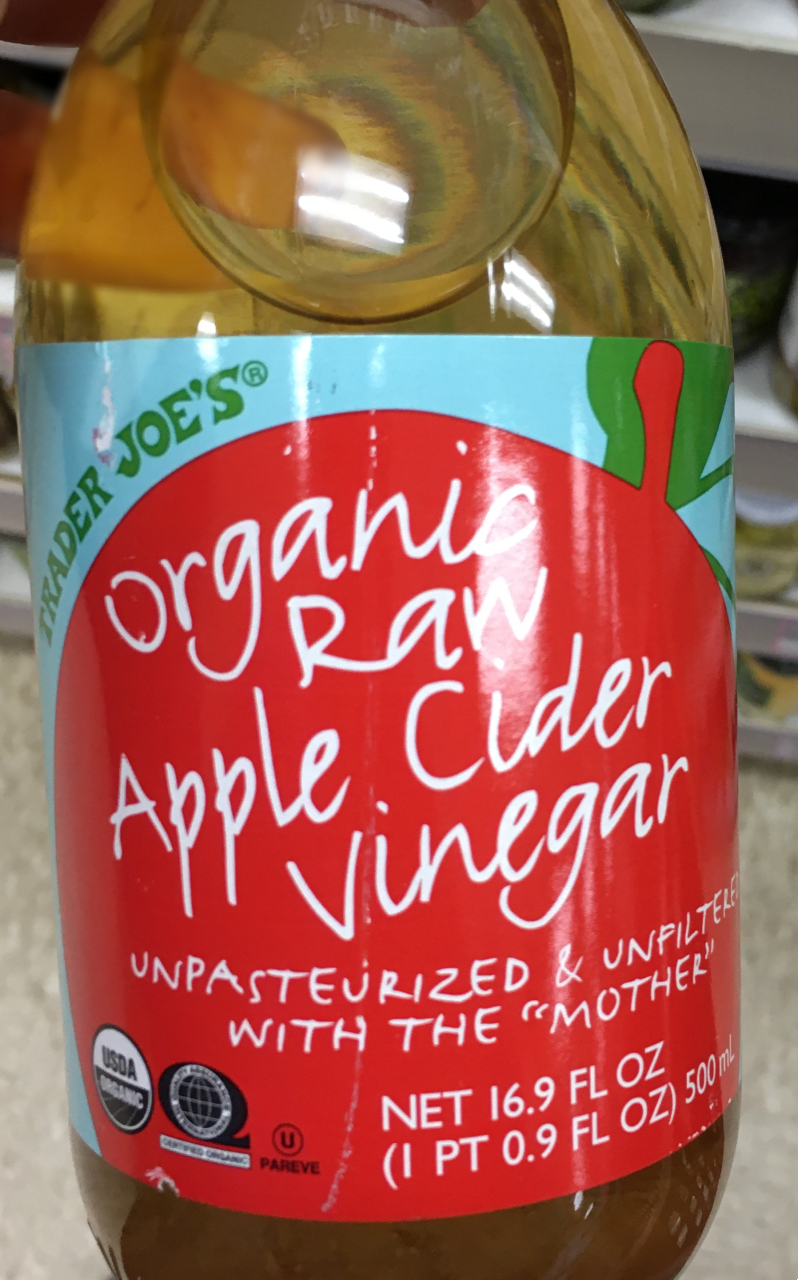 TRADER JOE'S®
Organic
Raw
Apple Cider
Vinegar
UNPASTEURIZED & UNFILTERED
WITH THE "MOTHER"
USDA
ORGANIC
CERTIFIED ORGANIC
U
PAREVE
NET 16.9 FL OZ
(1 PT 0.9 FL OZ) 500 mL